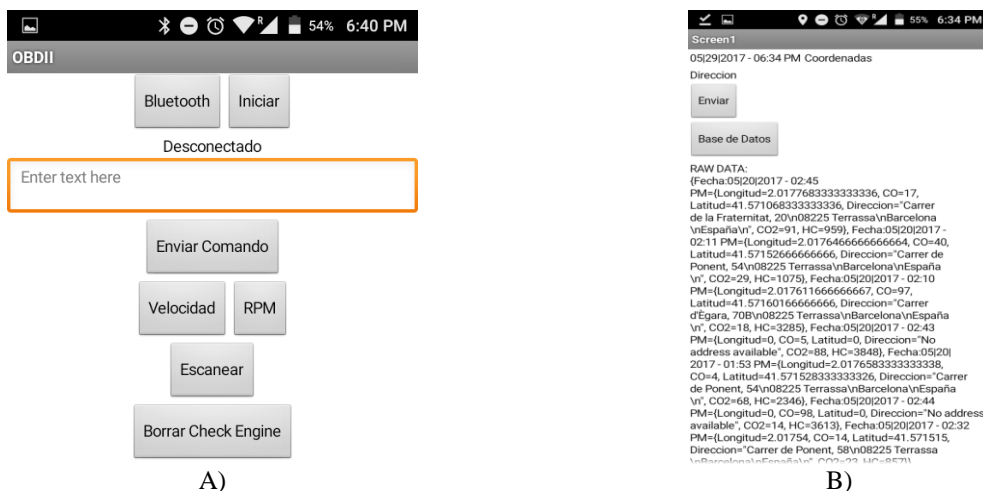 54% 6:40 PM
OBDII
Bluetooth Iniciar
Desconectado
Enter text here
Enviar Comando
Velocidad RPM
Escanear
Borrar Check Engine
A)
55% 6:34 PM
Screen1
05|29|2017 - 06:34 PM Coordenadas
Direccion
Enviar
Base de Datos
RAW DATA:
{Fecha:05|20|2017 - 02:45
PM={Longitud=2.0177683333333336, CO=17,
Latitud=41.571068333333336, Direccion="Carrer
de la Fraternitat, 20\n08225 Terrassa\nBarcelona
\nEspaña\n", CO2=91, HC=959}, Fecha:05|20|2017 -
02:11 PM={Longitud=2.0176466666666664, CO=40,
Latitud=41.57152666666666, Direccion="Carrer de
Ponent, 54\n08225 Terrassa\nBarcelona\nEspaña
\n", CO2=29, HC=1075}, Fecha:05|20|2017 - 02:10
PM={Longitud=2.017611666666667, CO=97,
Latitud=41.57160166666666, Direccion="Carrer
d'Ègara, 70B\n08225 Terrassa\nBarcelona\nEspaña
\n", CO2=18, HC=3285}, Fecha:05|20|2017 - 02:43
PM={Longitud=0, CO=5, Latitud=0, Direccion="No
address available", CO2=88, HC=3848}, Fecha:05|20|
2017 - 01:53 PM={Longitud=2.0176583333333338,
CO=4, Latitud=41.571528333333326, Direccion="Carrer
de Ponent, 54\n08225 Terrassa\nBarcelona\nEspaña
\n", CO2=68, HC=2346}, Fecha:05|20|2017 - 02:44
PM={Longitud=0, CO=98, Latitud=0, Direccion="No address
available", CO2=14, HC=3613}, Fecha:05|20|2017 - 02:32
PM={Longitud=2.01754, CO=14, Latitud=41.571515,
Direccion="Carrer de Ponent, 58\n08225 Terrassa
\nBarcelona\nEspaña\n", CO2=23, HC=857}}
B)